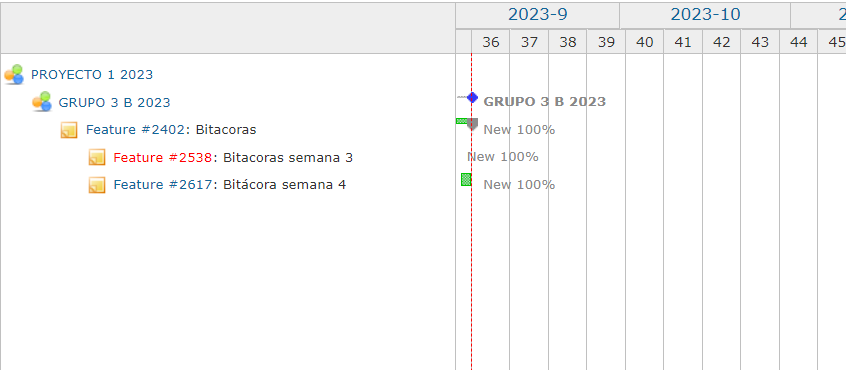 2023-9 2023-10 2
36 37 38 39 40 41 42 43 44 45
PROYECTO 1 2023
GRUPO 3 B 2023 GRUPO 3 B 2023
Feature #2402: Bitacoras New 100%
Feature #2538: Bitacoras semana 3 New 100%
Feature #2617: Bitácora semana 4 New 100%